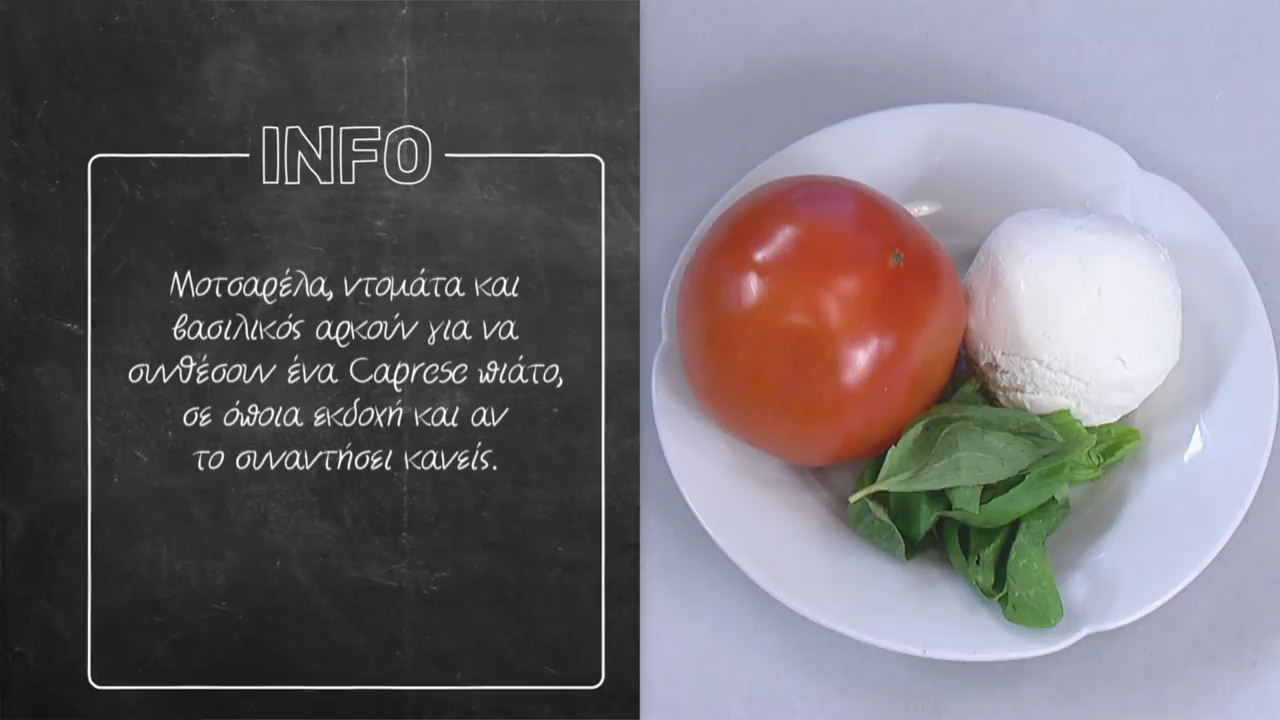 INFO
Μοτσαρέλα, ντομάτα και
βασιλικός αρκούν για να
συνθέσουν ένα Caprese πιάτο,
σε όποια εκδοχή και αν
το συναντήσει κανείς.